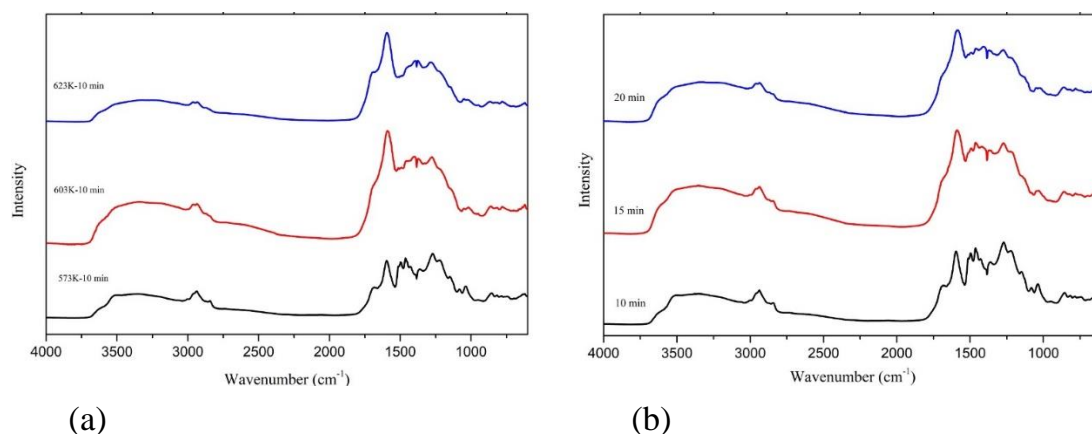 Intensity
623K-10 min
603K-10 min
573K-10 min
4000 3500 3000 2500 2000 1500 1000
Wavenumber (cm⁻¹)
(a)
Intensity
20 min
15 min
10 min
4000 3500 3000 2500 2000 1500 1000
Wavenumber (cm⁻¹)
(b)